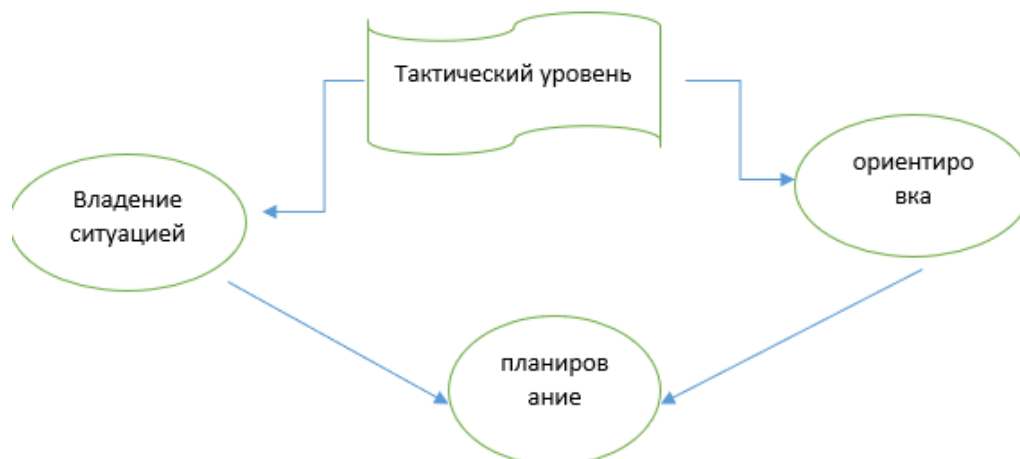 Тактический уровень
Владение
ситуацией
ориентиро
вка
планиров
ание